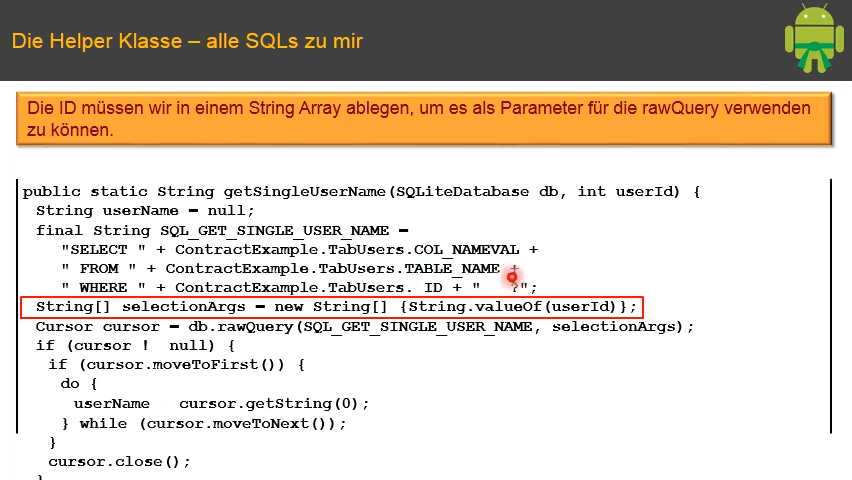 Die Helper Klasse – alle SQLs zu mir
Die ID müssen wir in einem String Array ablegen, um es als Parameter für die rawQuery verwenden
zu können.
public static String getSingleUserName(SQLiteDatabase db, int userId) {
String userName = null;
final String SQL_GET_SINGLE_USER_NAME =
"SELECT " + ContractExample.TabUsers.COL_NAMEVAL +
" FROM " + ContractExample.TabUsers.TABLE_NAME +
" WHERE " + ContractExample.TabUsers. ID + " ?";
String[] selectionArgs = new String[] {String.valueOf(userId)};
Cursor cursor = db.rawQuery(SQL_GET_SINGLE_USER_NAME, selectionArgs);
if (cursor ! null) {
if (cursor.moveToFirst()) {
do {
userName cursor.getString(0);
} while (cursor.moveToNext());
}
cursor.close();